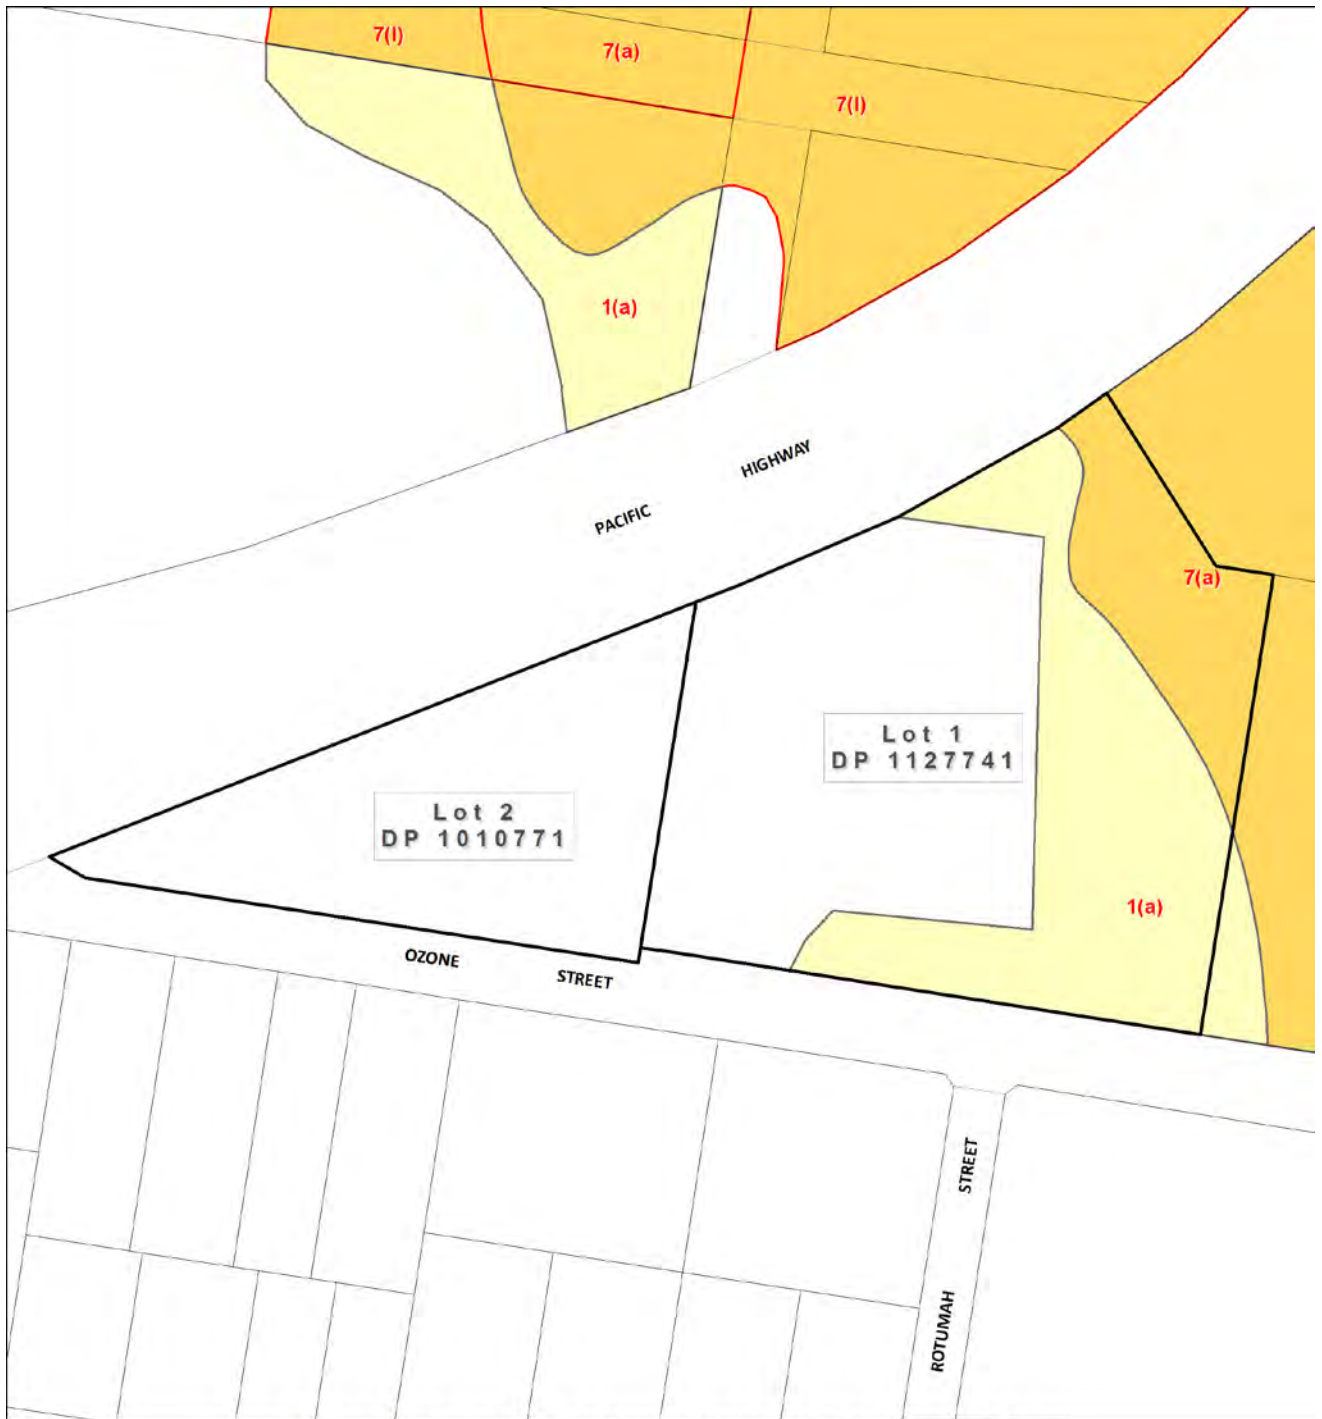 7(l)
7(a)
7(l)
1(a)
HIGHWAY
PACIFIC
7(a)
Lot 1
DP 1127741
Lot 2
DP 1010771
1(a)
OZONE STREET
STREET
ROTUMAH